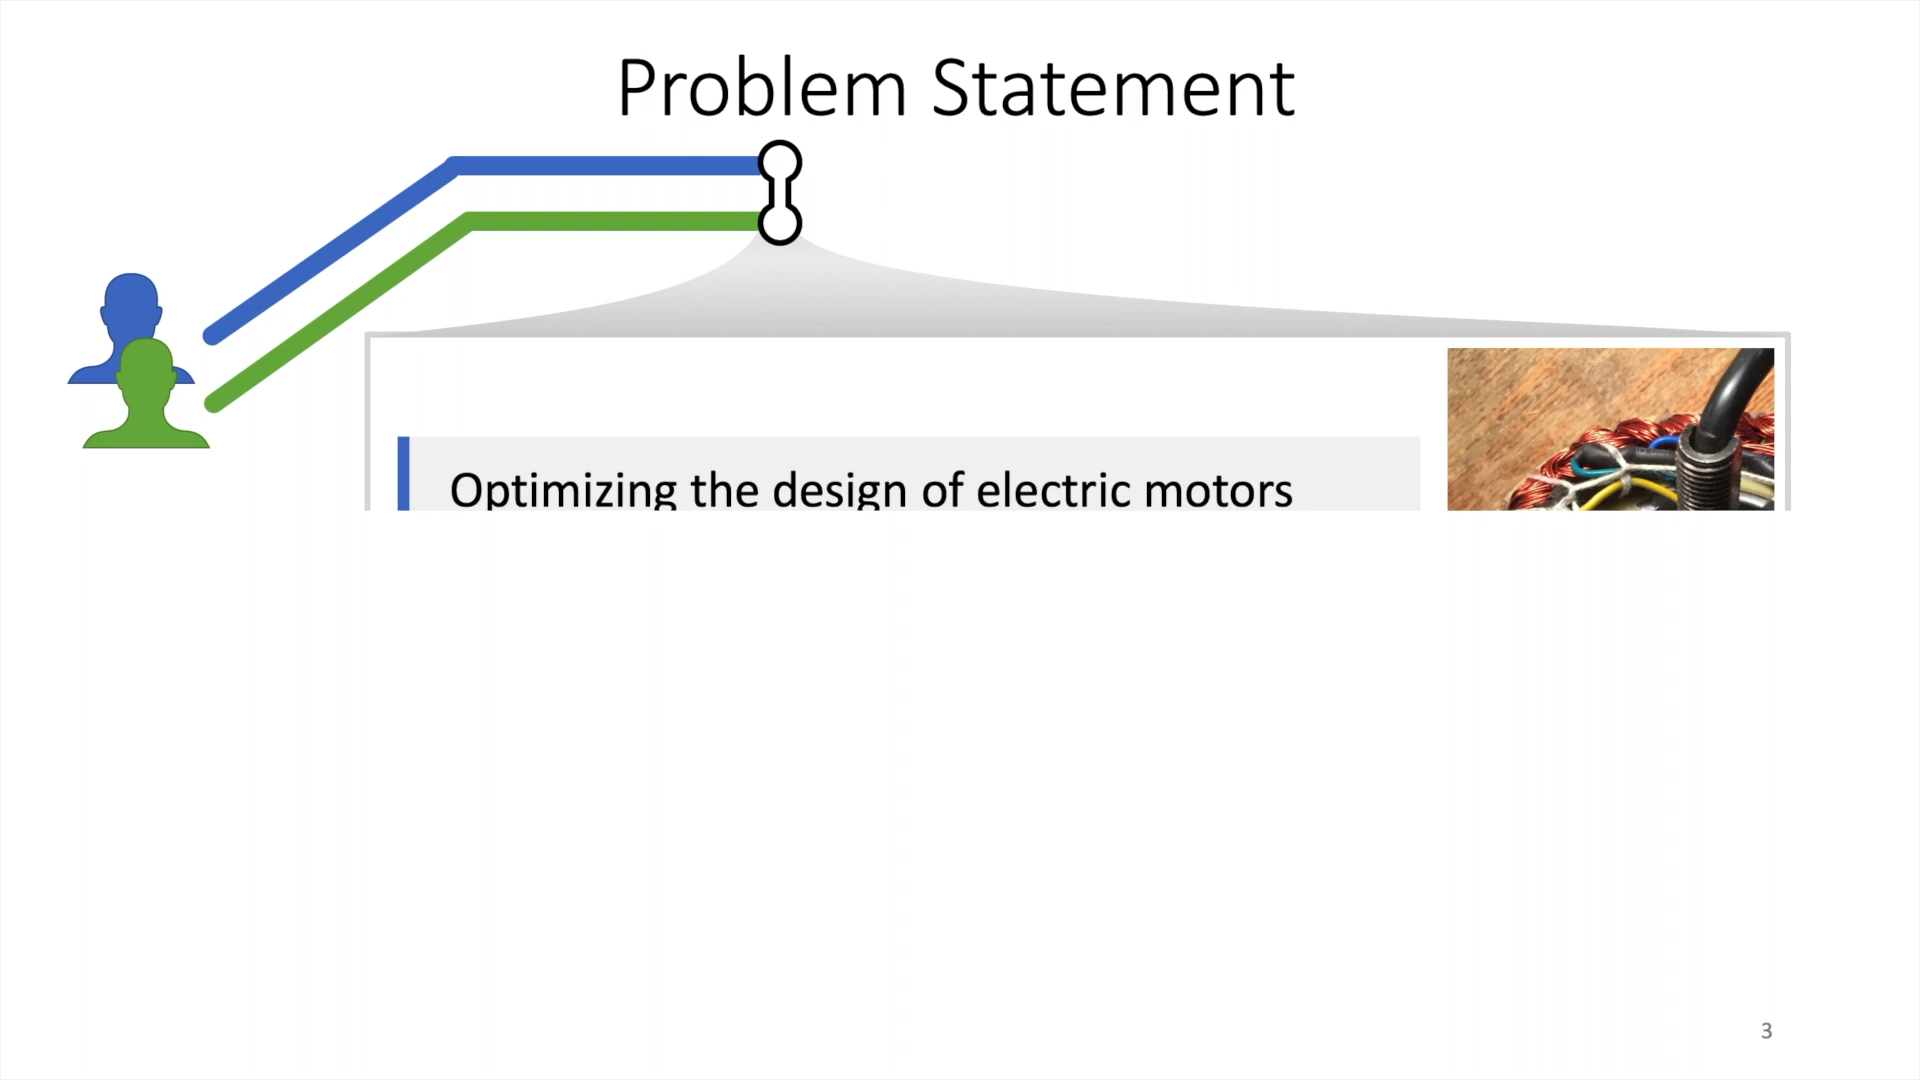 Problem Statement
Optimizing the design of electric motors
3